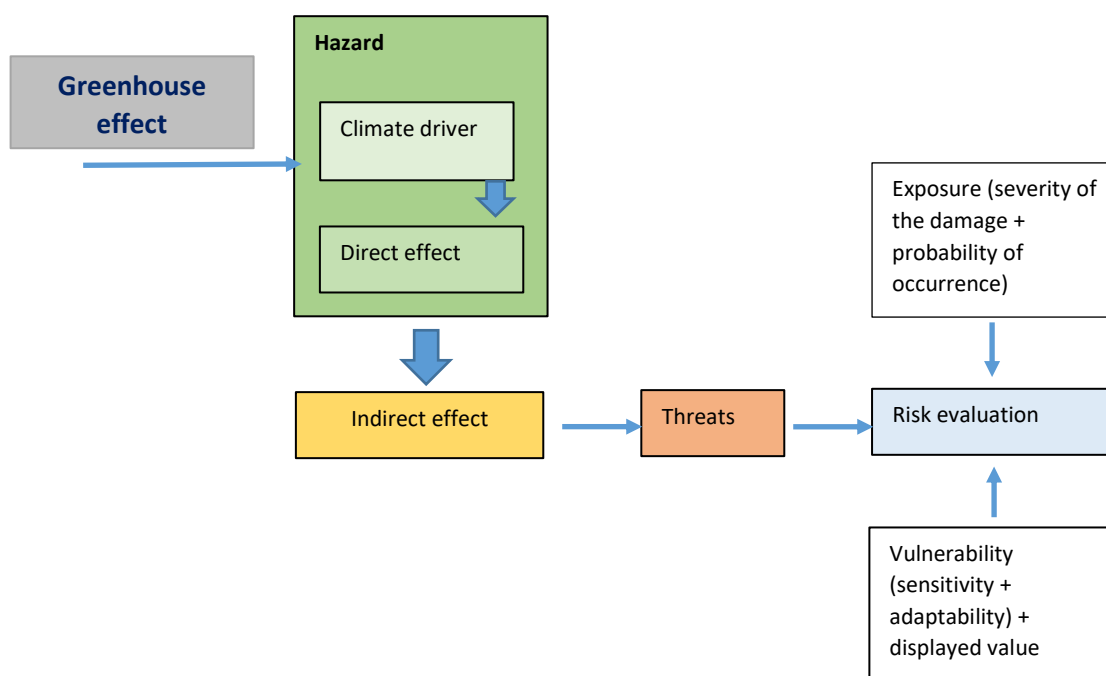 Hazard
Greenhouse
effect
Climate driver
Direct effect
Exposure (severity of
the damage +
probability of
occurrence)
Indirect effect
Threats
Risk evaluation
Vulnerability
(sensitivity +
adaptability) +
displayed value